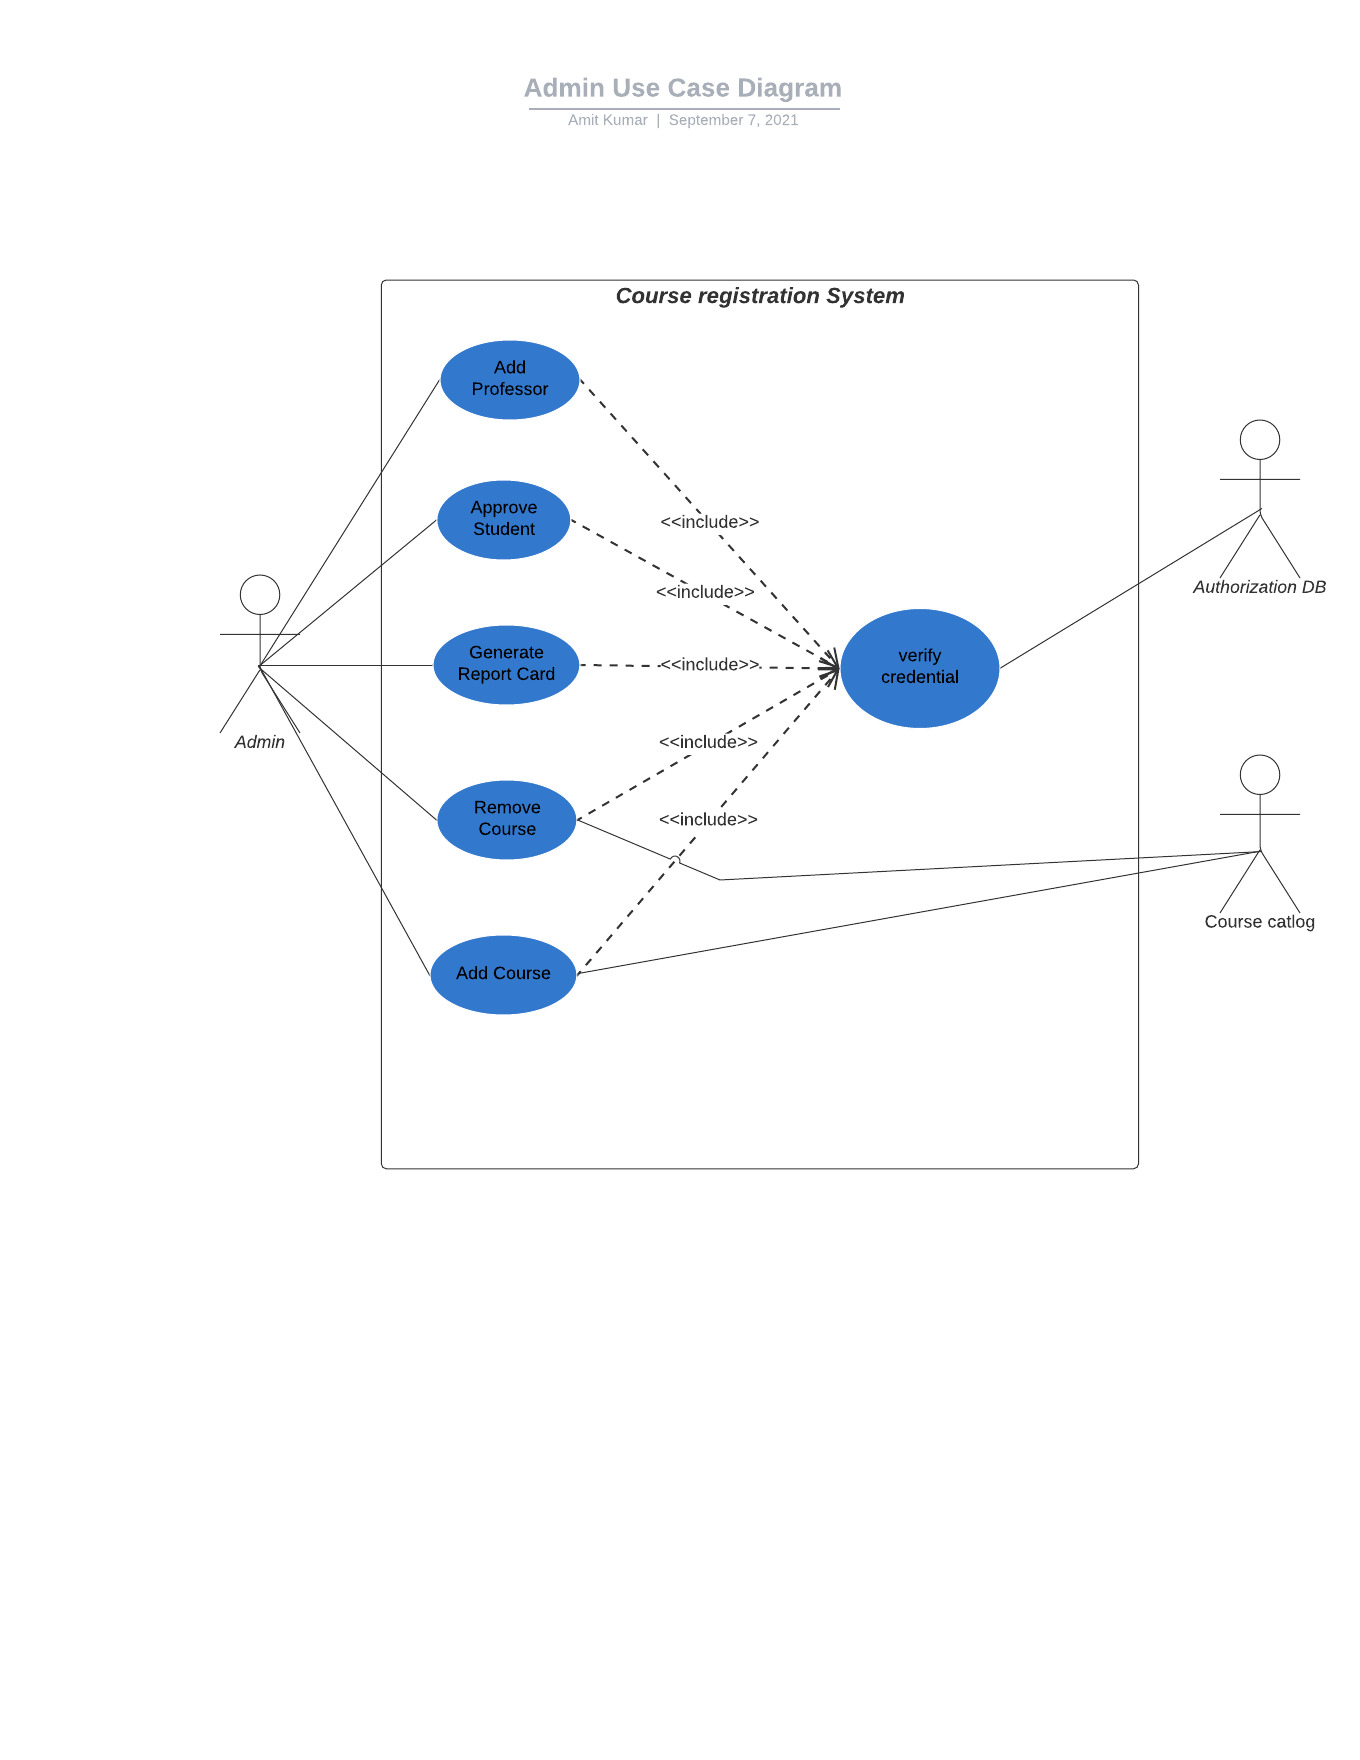 Admin Use Case Diagram
Amit Kumar | September 7, 2021
Course registration System
Add
Professor
Approve
Student
<<include>>
<<include>>
Generate
Report Card
<<include>>
verify
credential
Authorization DB
Admin
<<include>>
Remove
Course
<<include>>
Course catlog
Add Course